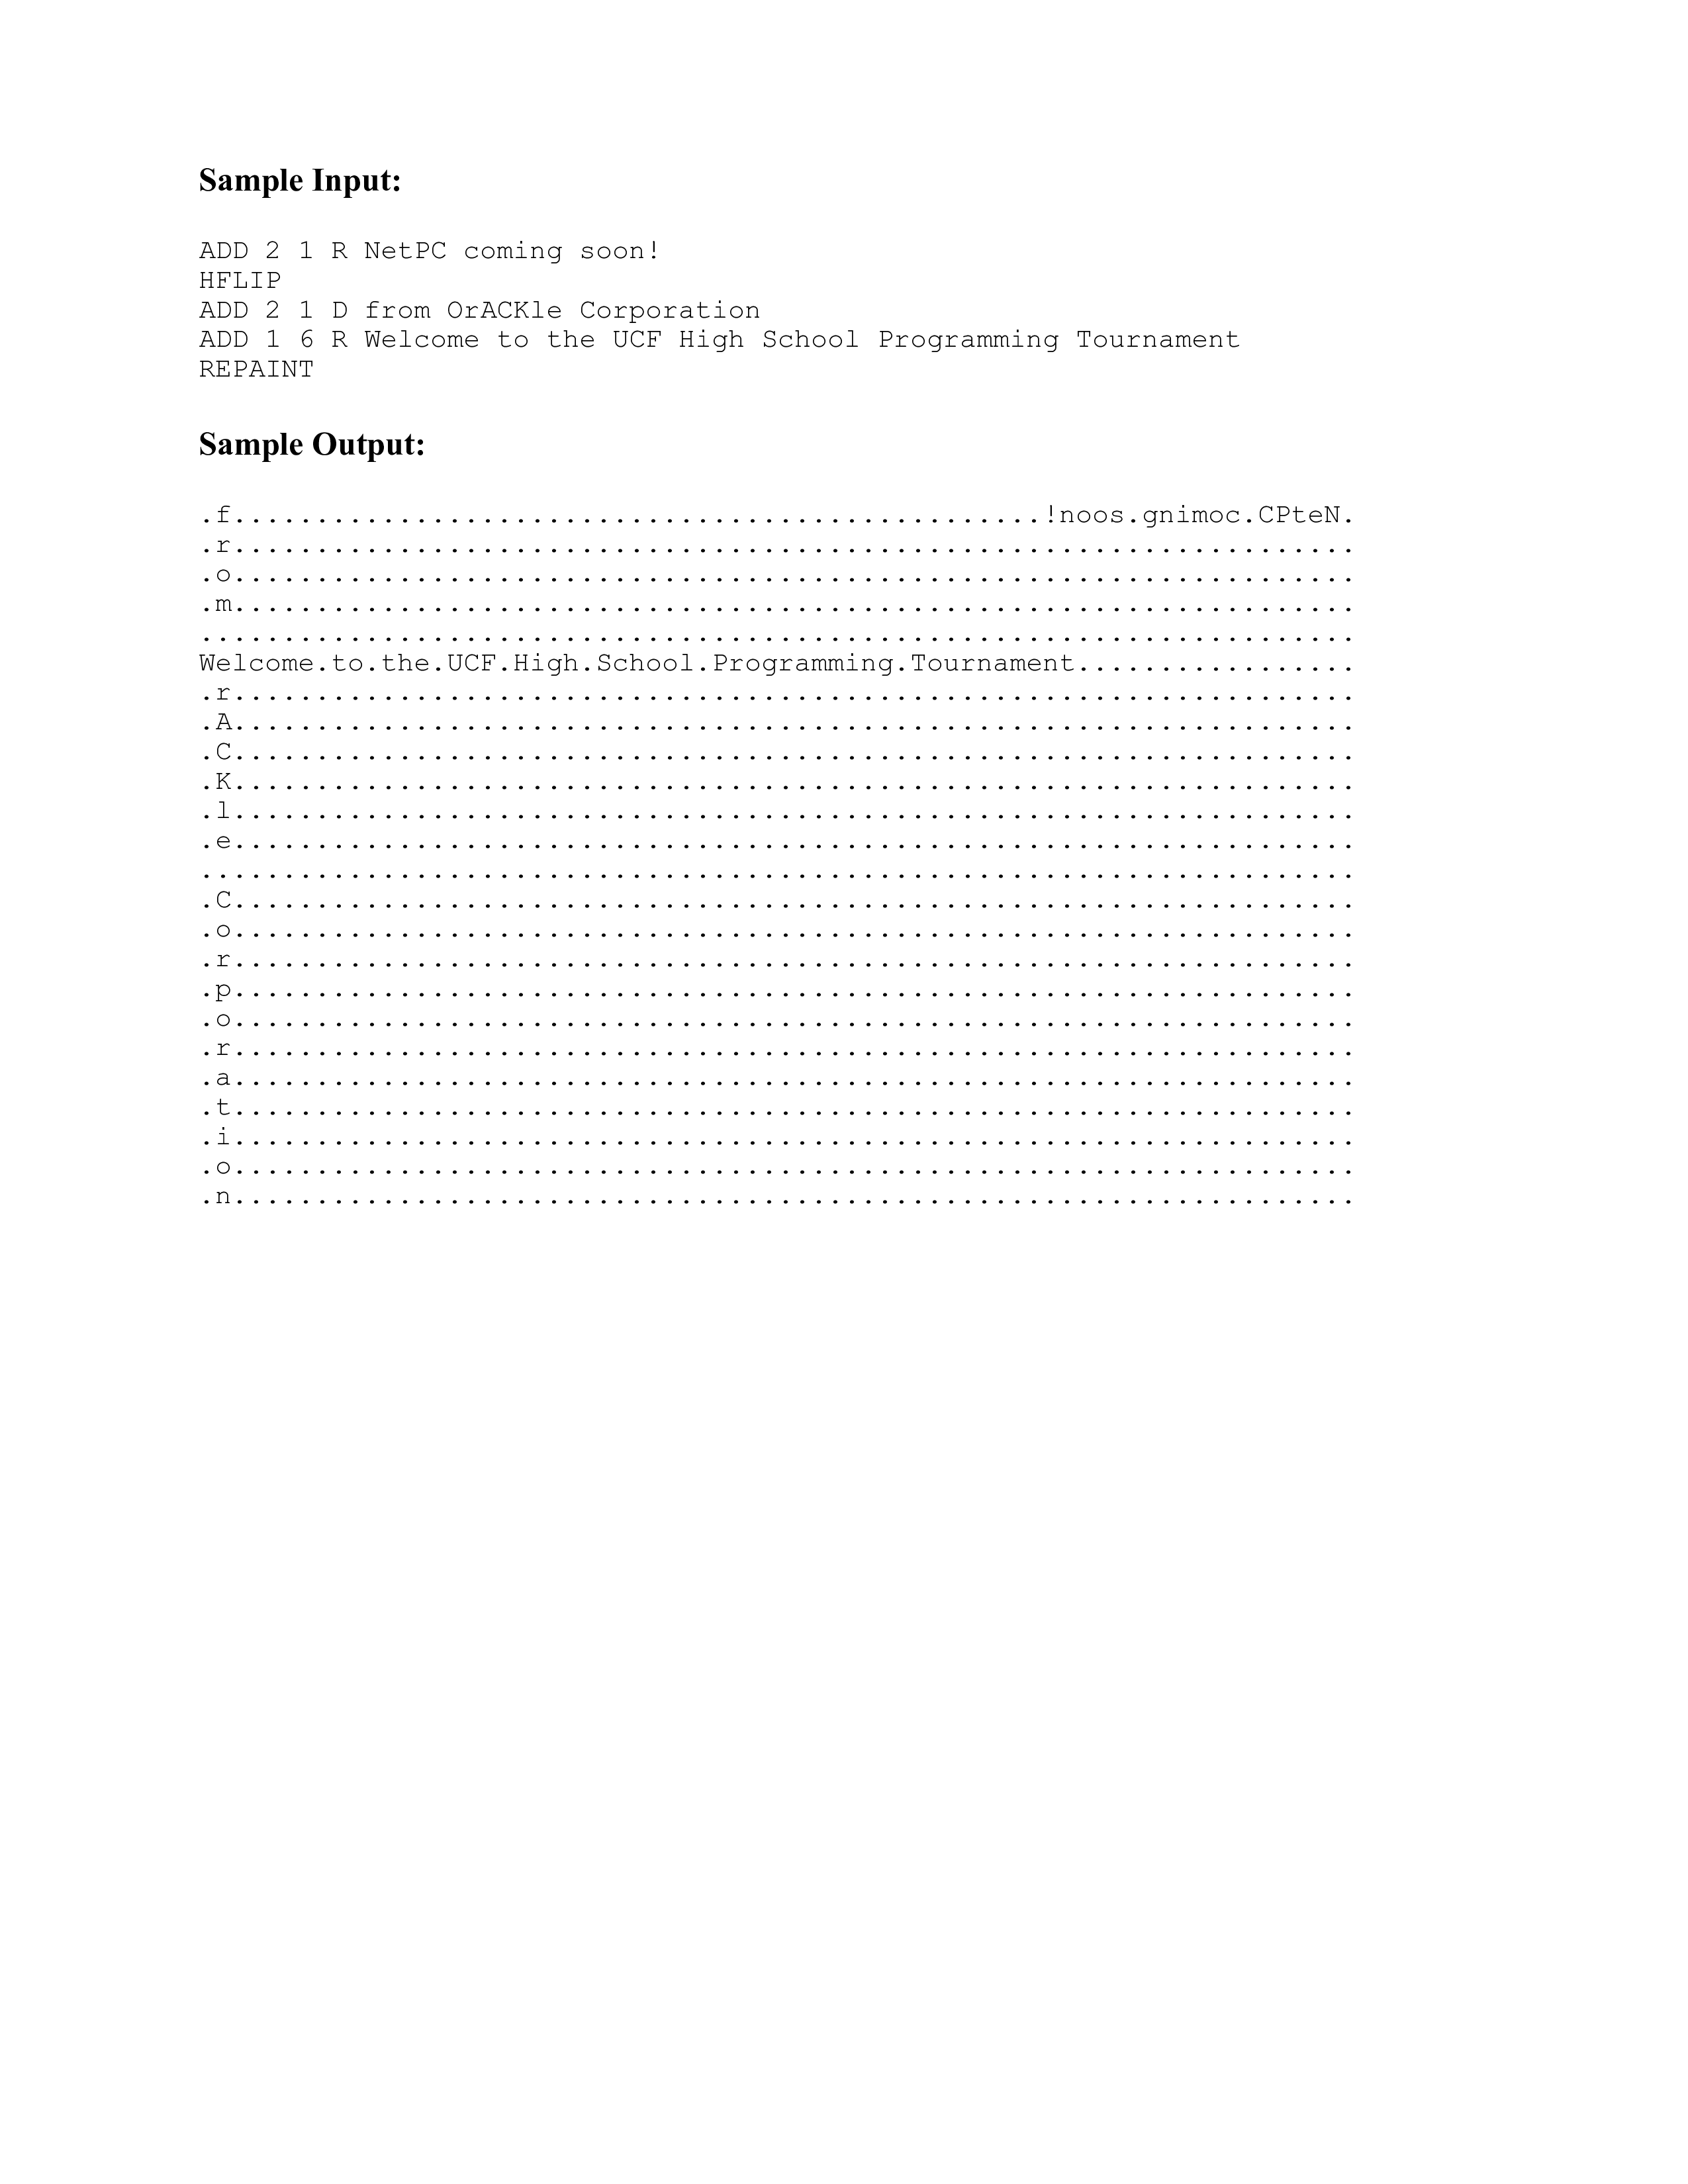 Sample Input:
ADD 2 1 R NetPC coming soon!
HFLIP
ADD 2 1 D from OrACKle Corporation
ADD 1 6 R Welcome to the UCF High School Programming Tournament
REPAINT
Sample Output:
.f.................................................!noos.gnimoc.CPteN.
.r....................................................................
.o....................................................................
.m....................................................................
......................................................................
Welcome.to.the.UCF.High.School.Programming.Tournament.................
.r....................................................................
.A....................................................................
.C....................................................................
.K....................................................................
.l....................................................................
.e....................................................................
......................................................................
.C....................................................................
.o....................................................................
.r....................................................................
.p....................................................................
.o....................................................................
.r....................................................................
.a....................................................................
.t....................................................................
.i....................................................................
.o....................................................................
.n....................................................................